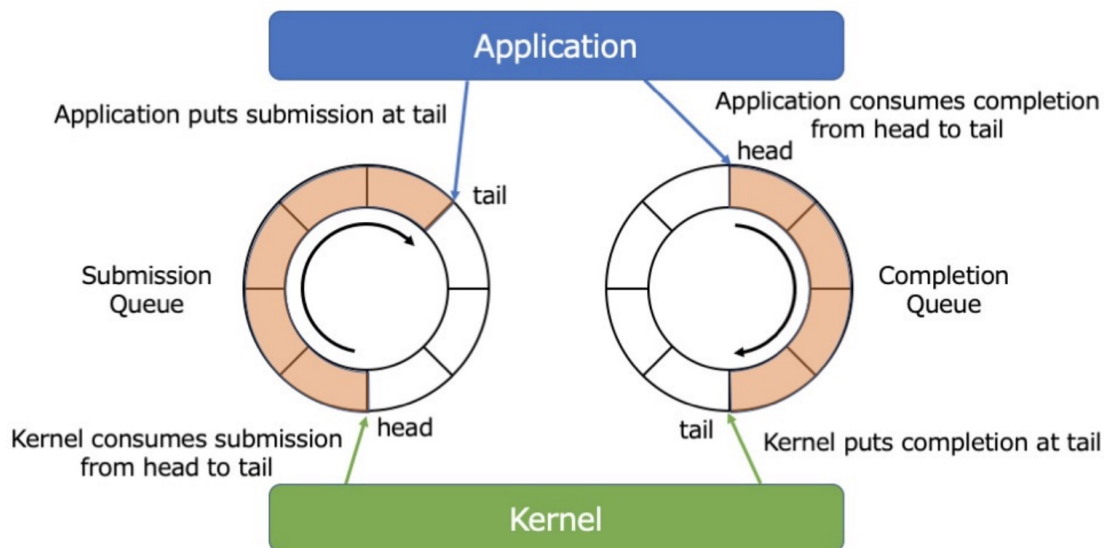 Application
Application puts submission at tail
Application consumes completion
from head to tail
head
tail
Submission
Queue
Completion
Queue
head
tail
Kernel consumes submission
from head to tail
Kernel puts completion at tail
Kernel